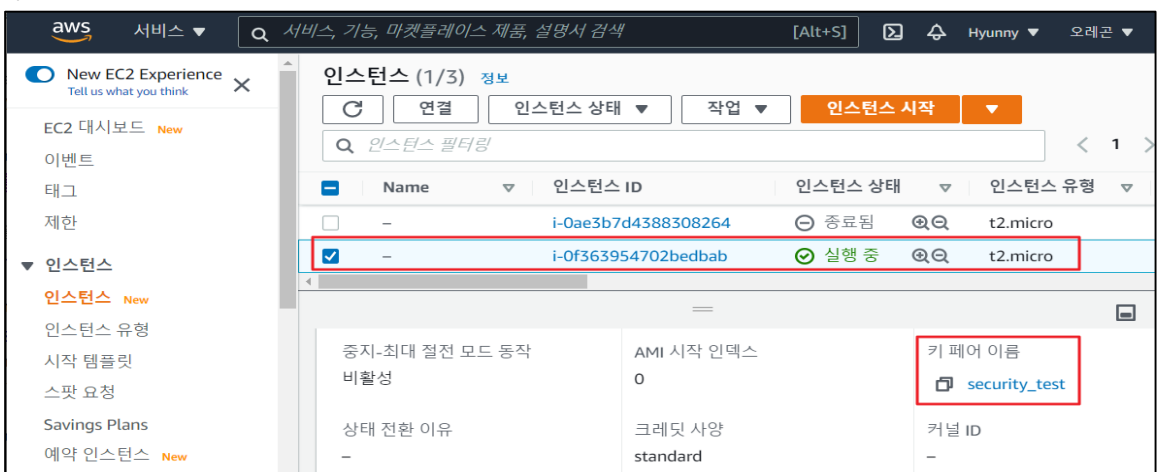 aws 서비스 ▼ 서비스, 기능, 마켓플레이스 제품, 설명서 검색 [Alt+S] Hyunny ▼ 오레곤 ▼
New EC2 Experience
Tell us what you think
EC2 대시보드 New
이벤트
태그
제한
▼ 인스턴스
인스턴스 New
인스턴스 유형
시작 템플릿
스팟 요청
Savings Plans
예약 인스턴스 New
인스턴스 (1/3) 정보
연결 인스턴스 상태 ▼ 작업 ▼ 인스턴스 시작 ▼
인스턴스 필터링 < 1 >
Name 인스턴스 ID 인스턴스 상태 인스턴스 유형
– i-0ae3b7d4388308264 종료됨 t2.micro
– i-0f363954702bedbab 실행 중 t2.micro
중지-최대 절전 모드 동작 AMI 시작 인덱스 키 페어 이름
비활성 0 security_test
상태 전환 이유 크레딧 사양 커널 ID
– standard –